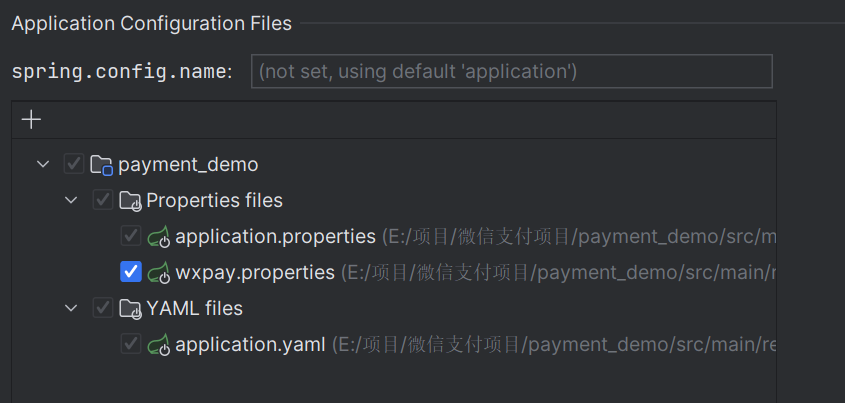 Application Configuration Files
spring.config.name: (not set, using default 'application')
payment_demo
Properties files
application.properties (E:/项目/微信支付项目/payment_demo/src/m
wxpay.properties (E:/项目/微信支付项目/payment_demo/src/main/r
YAML files
application.yaml (E:/项目/微信支付项目/payment_demo/src/main/re